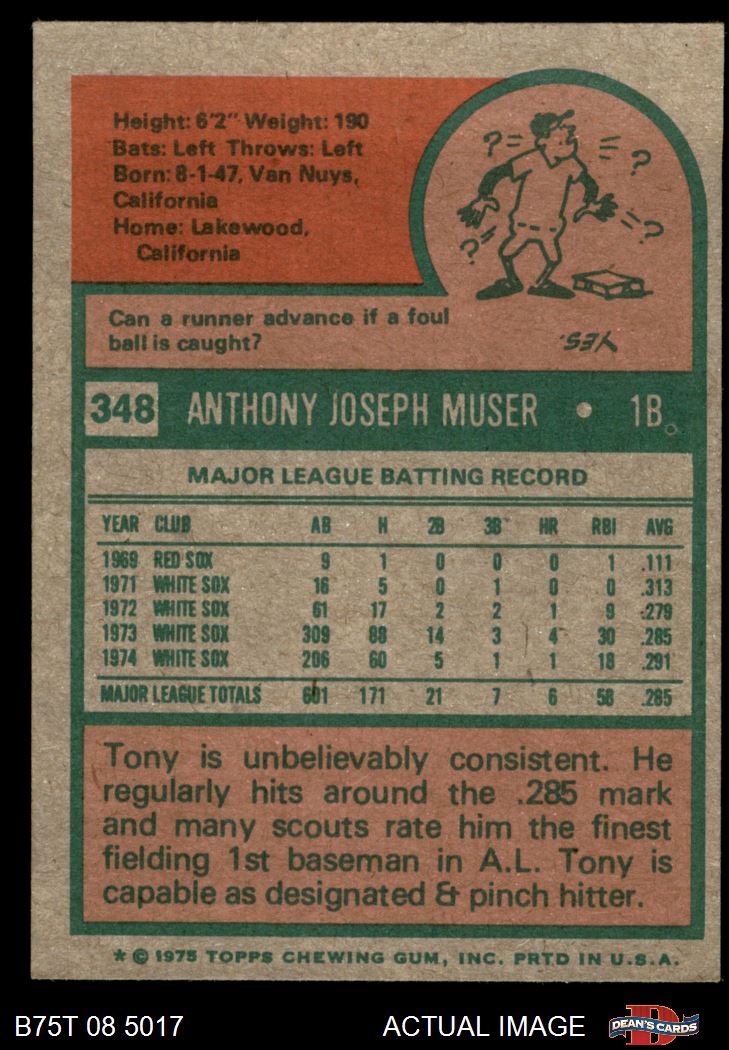 Height: 6'2" Weight: 190
Bats: Left Throws: Left
Born: 8-1-47, Van Nuys,
California
Home: Lakewood,
California
? ? ? ?
Can a runner advance if a foul
ball is caught?
YES.
348 ANTHONY JOSEPH MUSER • 1B
MAJOR LEAGUE BATTING RECORD
YEAR CLUB AB H 2B 3B HR RBI AVG
1969 RED SOX 9 1 0 0 0 1 .111
1971 WHITE SOX 16 5 0 1 0 0 .313
1972 WHITE SOX 61 17 2 2 1 9 .279
1973 WHITE SOX 309 88 14 3 4 30 .285
1974 WHITE SOX 206 60 5 1 1 18 .291
MAJOR LEAGUE TOTALS 601 171 21 7 6 58 .285
Tony is unbelievably consistent. He
regularly hits around the .285 mark
and many scouts rate him the finest
fielding 1st baseman in A.L. Tony is
capable as designated & pinch hitter.
* © 1975 TOPPS CHEWING GUM, INC. PRTD IN U.S.A.
B75T 08 5017 ACTUAL IMAGE D DEAN'S CARDS